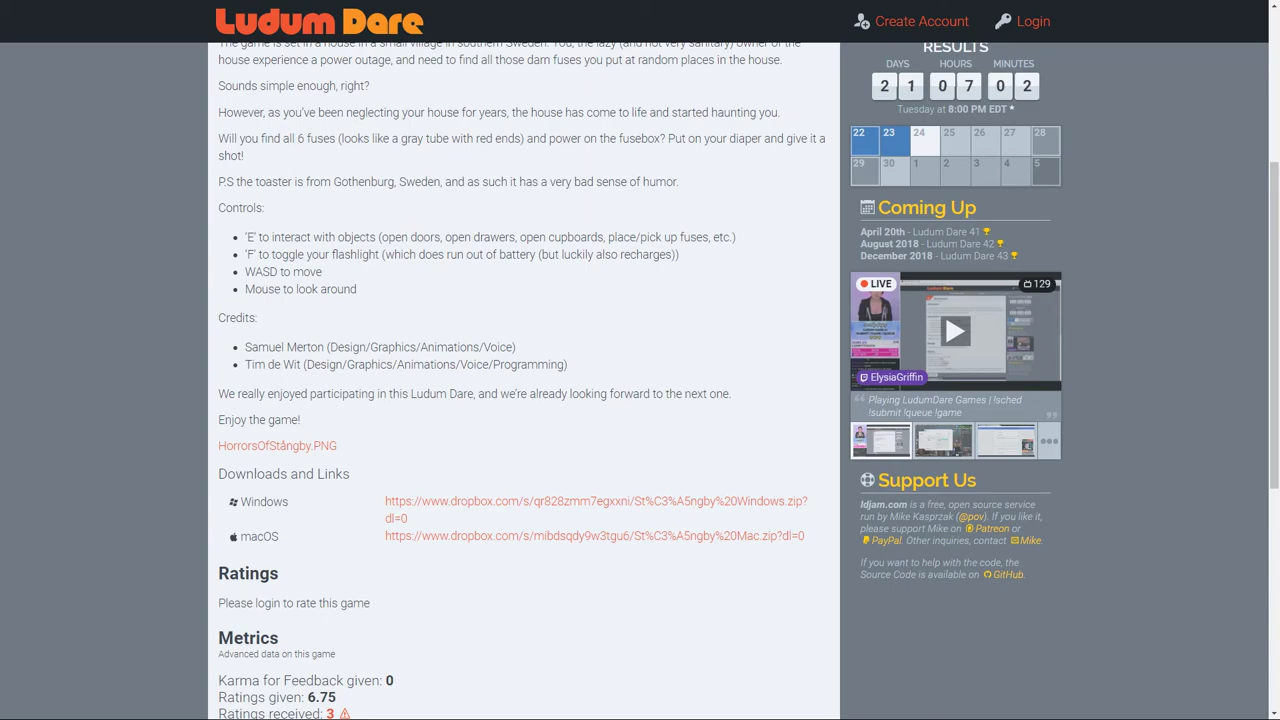 Ludum Dare
Create Account
Login
The game is set in a house in a small village in southern Sweden. You, the lazy (and not very sanitary) owner of the
house experience a power outage, and need to find all those darn fuses you put at random places in the house.
Sounds simple enough, right?
However, as you’ve been neglecting your house for years, the house has come to life and started haunting you.
Will you find all 6 fuses (looks like a gray tube with red ends) and power on the fusebox? Put on your diaper and give it a
shot!
P.S the toaster is from Gothenburg, Sweden, and as such it has a very bad sense of humor.
Controls:
‘E’ to interact with objects (open doors, open drawers, open cupboards, place/pick up fuses, etc.)
‘F’ to toggle your flashlight (which does run out of battery (but luckily also recharges))
WASD to move
Mouse to look around
Credits:
Samuel Merton (Design/Graphics/Animations/Voice)
Tim de Wit (Design/Graphics/Animations/Voice/Programming)
We really enjoyed participating in this Ludum Dare, and we’re already looking forward to the next one.
Enjoy the game!
HorrorsOfStångby.PNG
Downloads and Links
Windows
https://www.dropbox.com/s/qr828zmm7egxxni/St%C3%A5ngby%20Windows.zip?
dl=0
macOS
https://www.dropbox.com/s/tribdsqdy9w3tgu6/St%C3%A5ngby%20Mac.zip?dl=0
Ratings
Please login to rate this game
Metrics
Advanced data on this game
Karma for Feedback given: 0
Ratings given: 6.75
Ratings received: 3
RESULTS
DAYS HOURS MINUTES
21 07 02
Tuesday at 8:00 PM EDT *
22 23 24 25 26 27 28
29 30 1 2 3 4 5
Coming Up
April 20th - Ludum Dare 41
August 2018 - Ludum Dare 42
December 2018 - Ludum Dare 43
LIVE
129
ElysiaGriffin
Playing LudumDare Games | !sched
!submit !queue !game
Support Us
ldjam.com is a free, open source service
run by Mike Kasprzak (@pov). If you like it,
please support Mike on Patreon or
PayPal. Other inquiries, contact Mike.
If you want to help with the code, the
Source Code is available on GitHub.